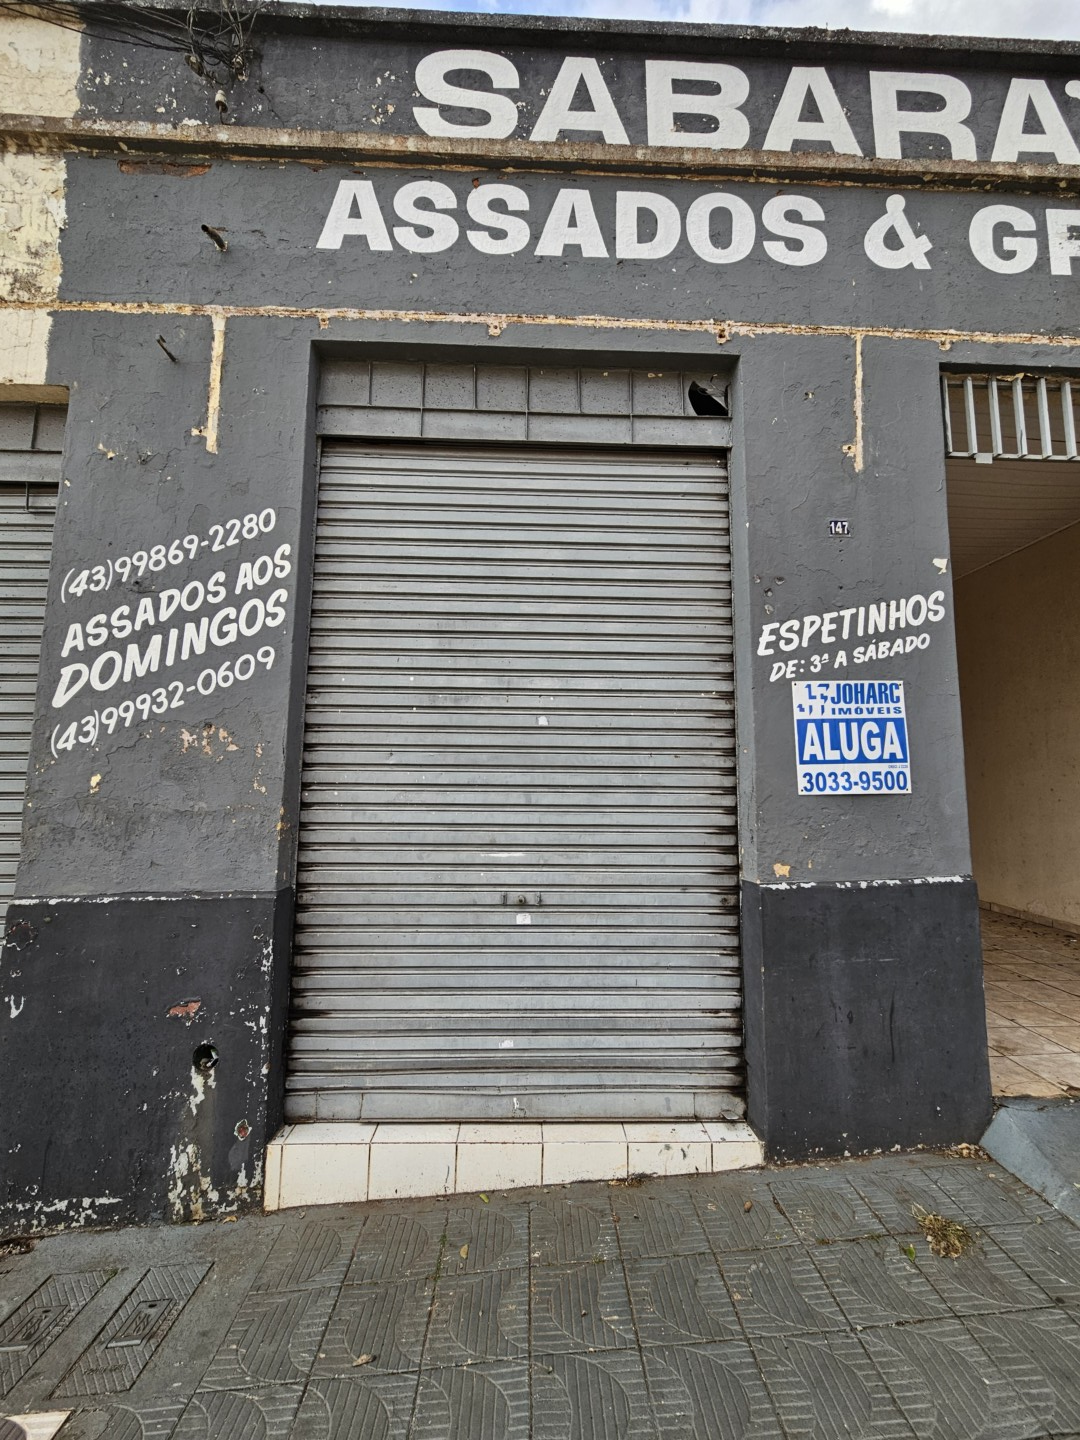 SABARA
ASSADOS & GR
(43)99869-2280
ASSADOS AOS
DOMINGOS
(43)99932-0609
147
ESPETINHOS
DE: 3ª A SÁBADO
JOHARC
IMÓVEIS
ALUGA
3033-9500